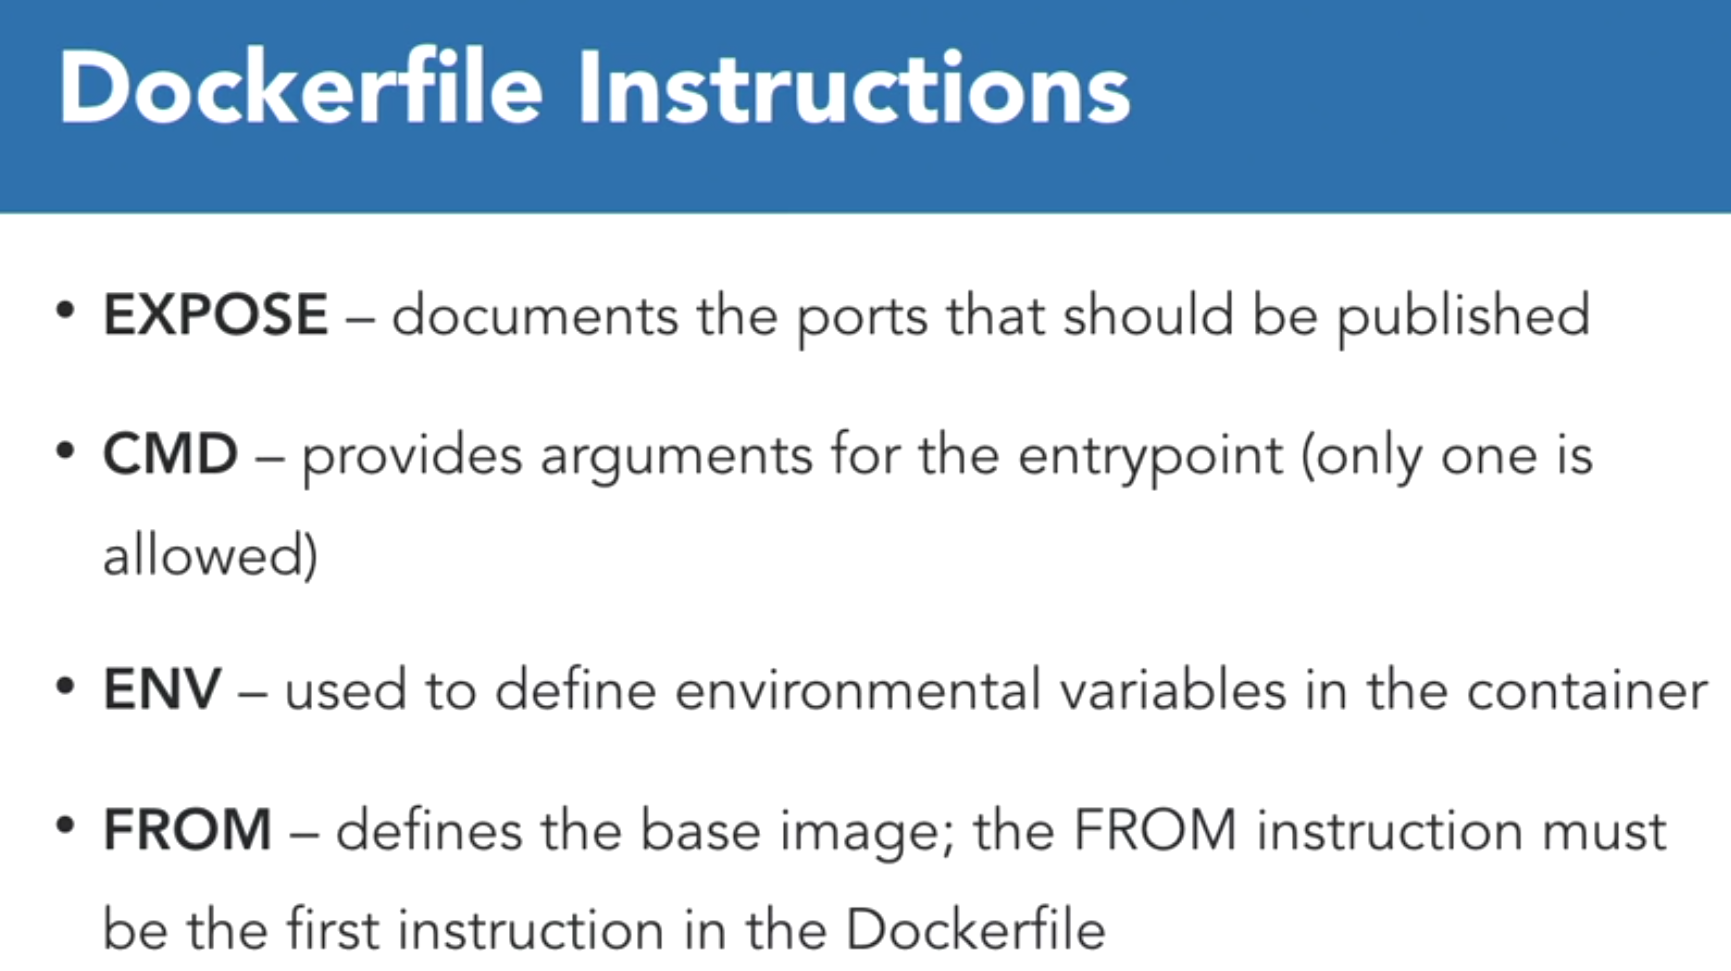 Dockerfile Instructions
• EXPOSE – documents the ports that should be published
• CMD – provides arguments for the entrypoint (only one is
allowed)
• ENV – used to define environmental variables in the container
• FROM – defines the base image; the FROM instruction must
be the first instruction in the Dockerfile